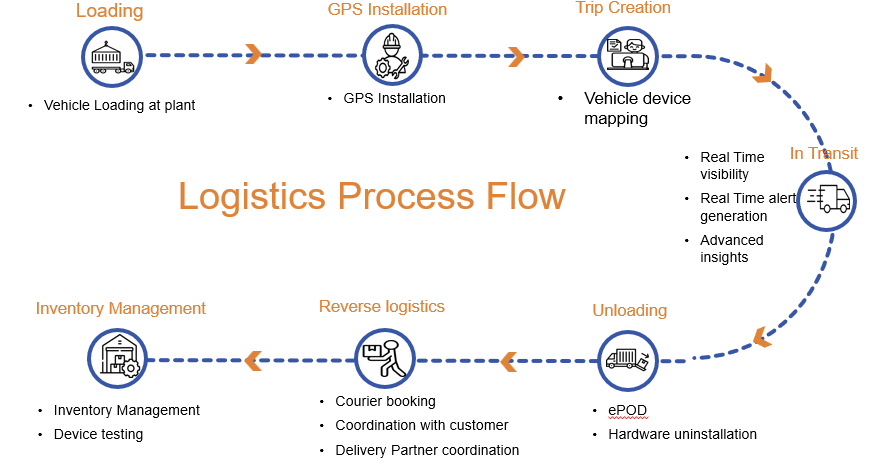 Loading
GPS Installation
Trip Creation
• Vehicle Loading at plant
• GPS Installation
• Vehicle device
mapping
In Transit
• Real Time
visibility
• Real Time alert
generation
• Advanced
insights
Logistics Process Flow
Inventory Management
Reverse logistics
Unloading
• Inventory Management
• Device testing
• Courier booking
• Coordination with customer
• Delivery Partner coordination
• ePOD
• Hardware uninstallation